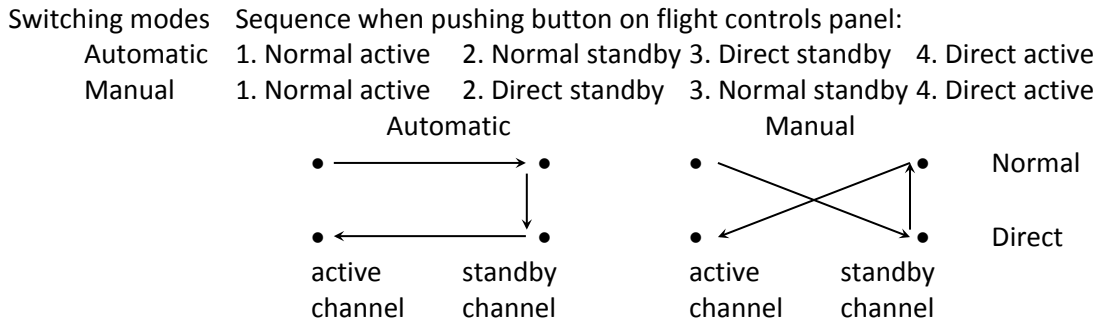 Switching modes Sequence when pushing button on flight controls panel:
Automatic 1. Normal active 2. Normal standby 3. Direct standby 4. Direct active
Manual 1. Normal active 2. Direct standby 3. Normal standby 4. Direct active
Automatic Manual
Normal
Direct
active standby active standby
channel channel channel channel